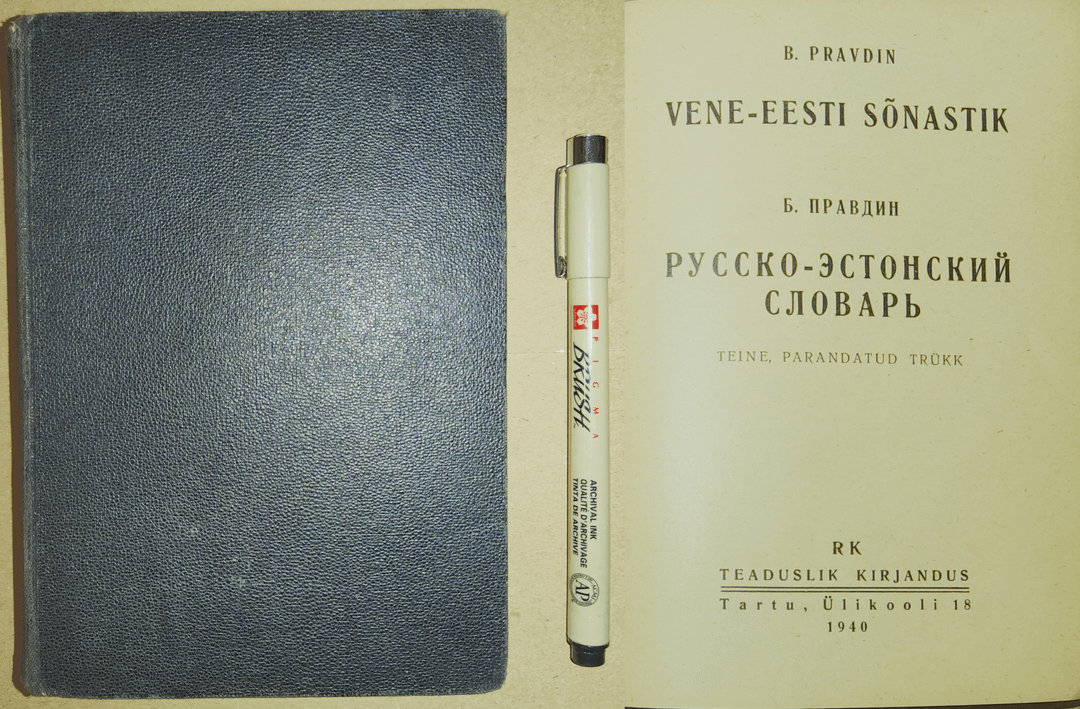 PIGMA
BRUSH
ARCHIVAL INK
QUALITÉ D'ARCHIVAGE
TINTA DE ARCHIVE
AP
B. PRAVDIN
VENE-EESTI SÕNASTIK
Б. ПРАВДИН
РУССКО-ЭСТОНСКИЙ
СЛОВАРЬ
TEINE, PARANDATUD TRÜKK
RK
TEADUSLIK KIRJANDUS
Tartu, Ülikooli 18
1940